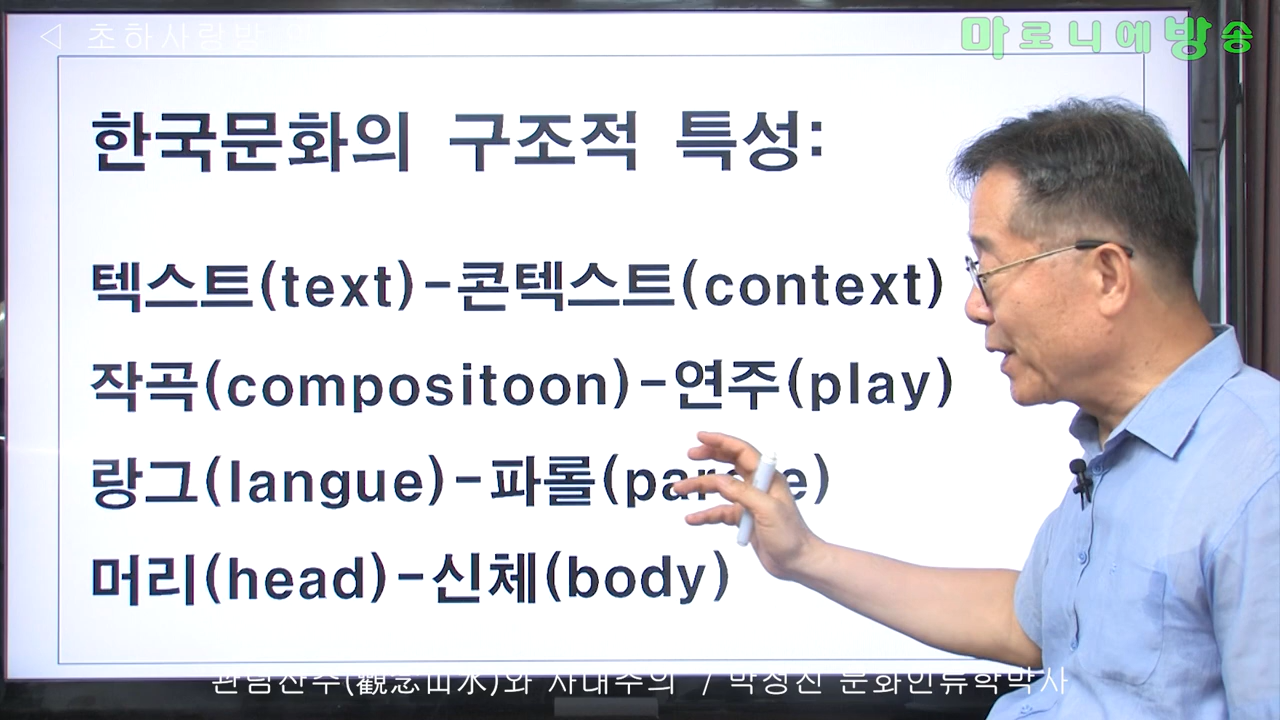 ◁ 초하사랑방
마로니에방송
한국문화의 구조적 특성:
텍스트(text)-콘텍스트(context)
작곡(compositoon)-연주(play)
랑그(langue)-파롤(parole)
머리(head)-신체(body)
관념산수(觀念山水)와 사대주의 / 박정진 문화인류학박사